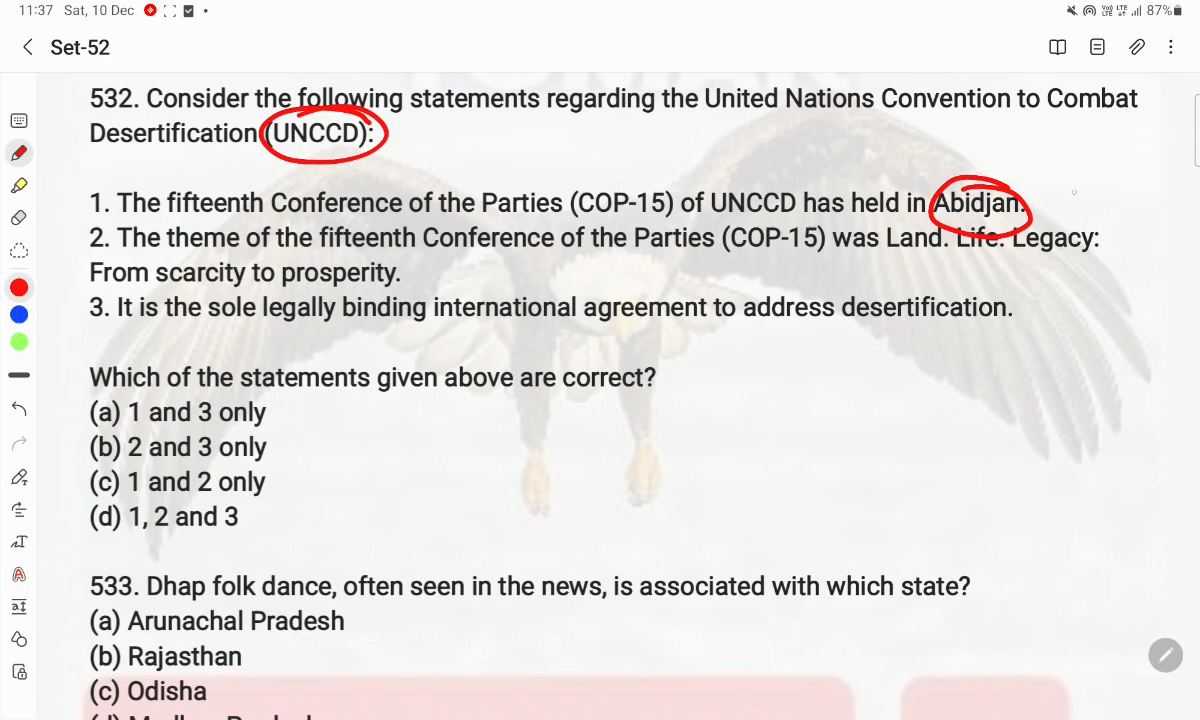 11:37 Sat, 10 Dec
87%
Set-52
532. Consider the following statements regarding the United Nations Convention to Combat
Desertification (UNCCD):
1. The fifteenth Conference of the Parties (COP-15) of UNCCD has held in Abidjan.
2. The theme of the fifteenth Conference of the Parties (COP-15) was Land. Life. Legacy:
From scarcity to prosperity.
3. It is the sole legally binding international agreement to address desertification.
Which of the statements given above are correct?
(a) 1 and 3 only
(b) 2 and 3 only
(c) 1 and 2 only
(d) 1, 2 and 3
533. Dhap folk dance, often seen in the news, is associated with which state?
(a) Arunachal Pradesh
(b) Rajasthan
(c) Odisha